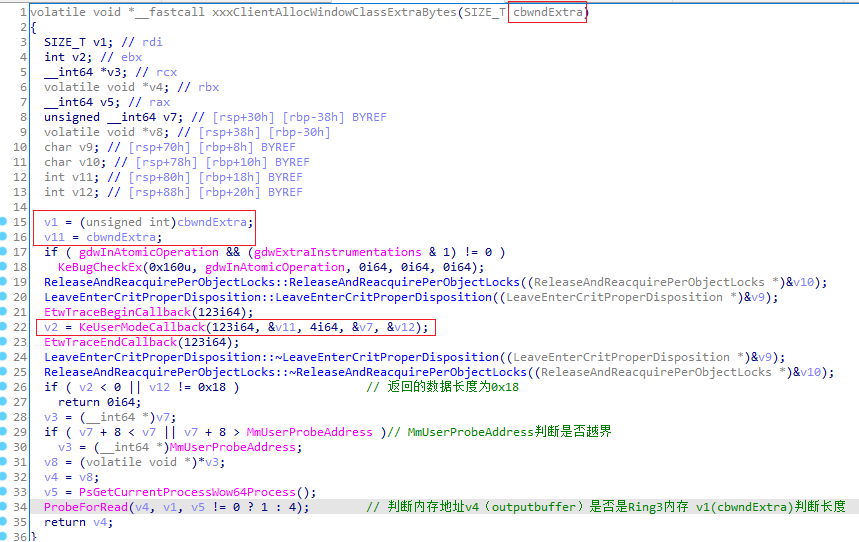 1 volatile void *__fastcall xxxClientAllocWindowClassExtraBytes(SIZE_T cbwndExtra)
2 {
3 SIZE_T v1; // rdi
4 int v2; // ebx
5 __int64 *v3; // rcx
6 volatile void *v4; // rbx
7 __int64 v5; // rax
8 unsigned __int64 v7; // [rsp+30h] [rbp-38h] BYREF
9 volatile void *v8; // [rsp+38h] [rbp-30h]
10 char v9; // [rsp+70h] [rbp+8h] BYREF
11 char v10; // [rsp+78h] [rbp+10h] BYREF
12 int v11; // [rsp+80h] [rbp+18h] BYREF
13 int v12; // [rsp+88h] [rbp+20h] BYREF
14
15 v1 = (unsigned int)cbwndExtra;
16 v11 = cbwndExtra;
17 if ( gdwInAtomicOperation && (gdwExtraInstrumentations & 1) != 0 )
18 KeBugCheckEx(0x160u, gdwInAtomicOperation, 0i64, 0i64, 0i64);
19 ReleaseAndReacquirePerObjectLocks::ReleaseAndReacquirePerObjectLocks((ReleaseAndReacquirePerObjectLocks *)&v10);
20 LeaveEnterCritProperDisposition::LeaveEnterCritProperDisposition((LeaveEnterCritProperDisposition *)&v9);
21 EtwTraceBeginCallback(123i64);
22 v2 = KeUserModeCallback(123i64, &v11, 4i64, &v7, &v12);
23 EtwTraceEndCallback(123i64);
24 LeaveEnterCritProperDisposition::~LeaveEnterCritProperDisposition((LeaveEnterCritProperDisposition *)&v9);
25 ReleaseAndReacquirePerObjectLocks::~ReleaseAndReacquirePerObjectLocks((ReleaseAndReacquirePerObjectLocks *)&v10);
26 if ( v2 < 0 || v12 != 0x18 ) // 返回的数据长度为0x18
27 return 0i64;
28 v3 = (__int64 *)v7;
29 if ( v7 + 8 < v7 || v7 + 8 > MmUserProbeAddress )// MmUserProbeAddress判断是否越界
30 v3 = (__int64 *)MmUserProbeAddress;
31 v8 = (volatile void *)*v3;
32 v4 = v8;
33 v5 = PsGetCurrentProcessWow64Process();
34 ProbeForRead(v4, v1, v5 != 0 ? 1 : 4); // 判断内存地址v4（outputbuffer）是否是Ring3内存 v1(cbwndExtra)判断长度
35 return v4;
36 }